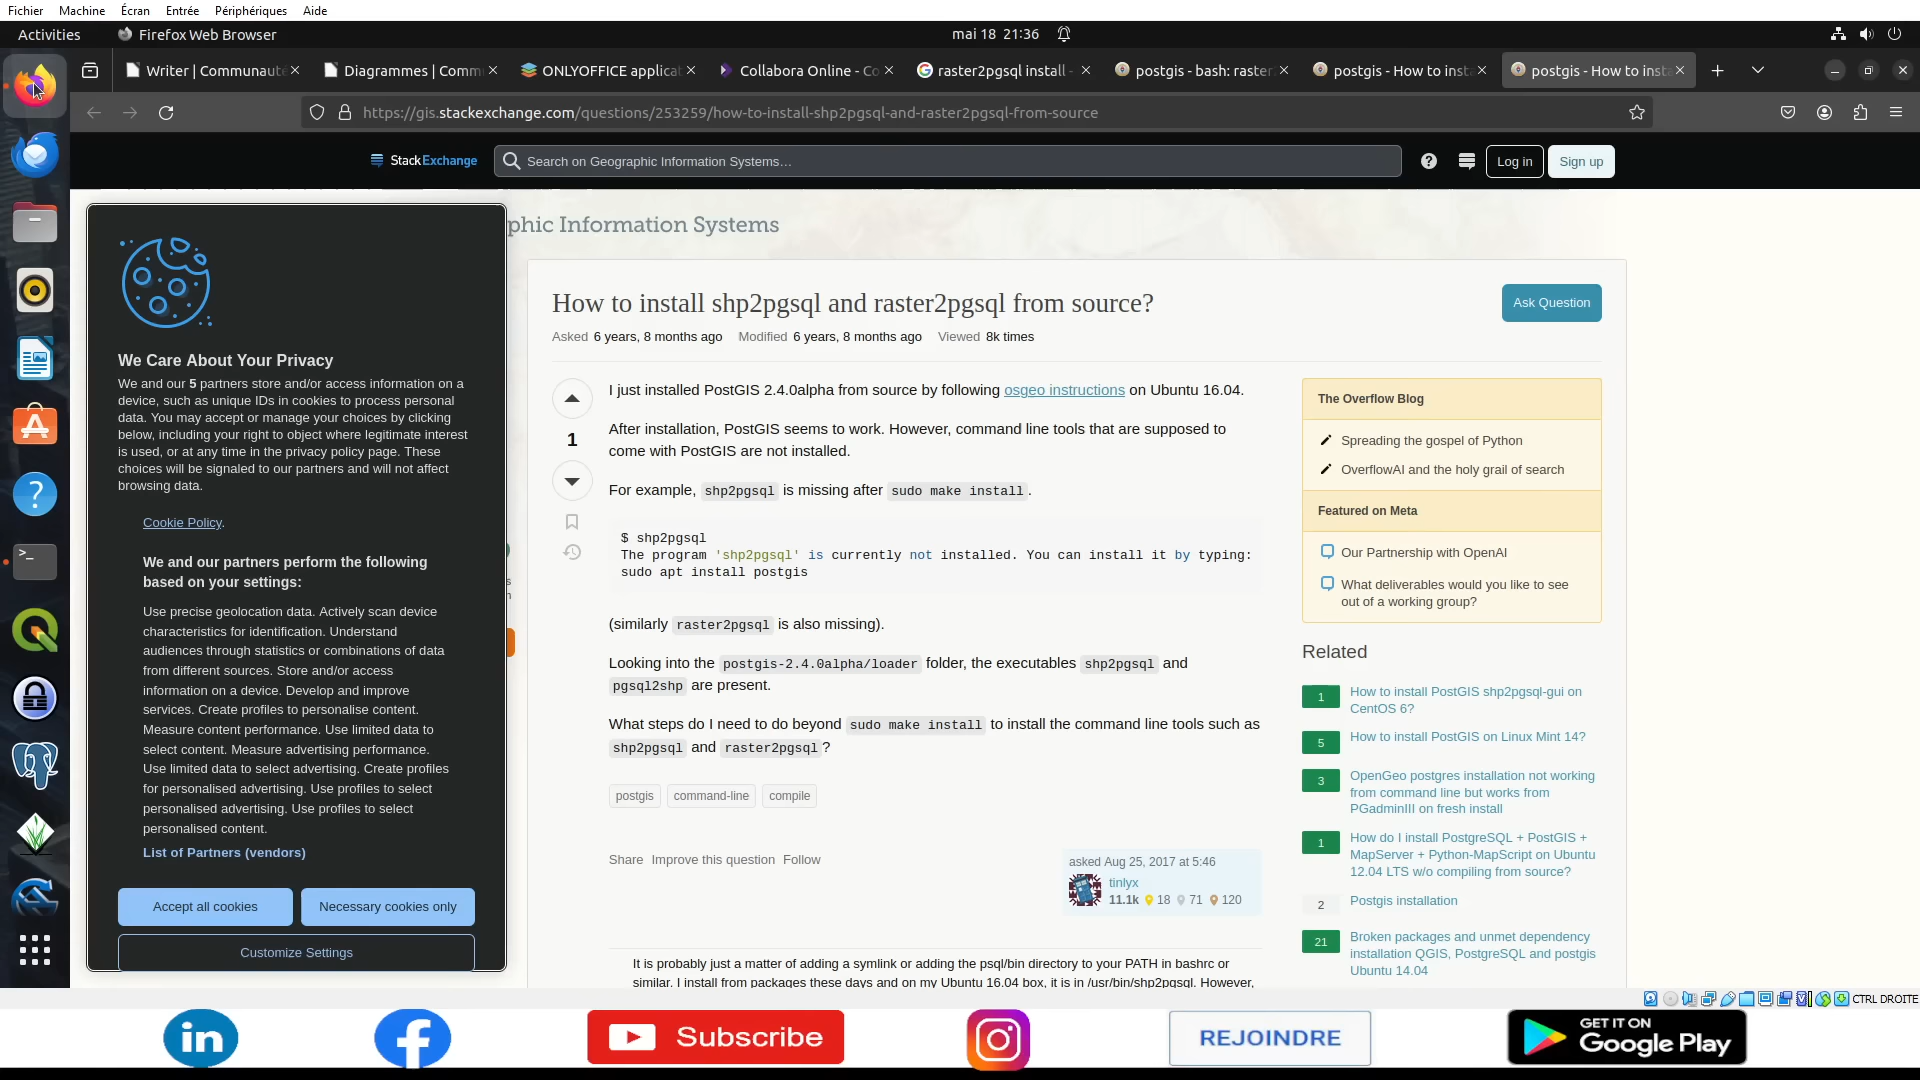 Fichier Machine Écran Entrée Périphériques Aide
Activities Firefox Web Browser mai 18 21:36
Writer | Communauté Diagrammes | Comm ONLYOFFICE applicat Collabora Online - Co raster2pgsql install - postgis - bash: raster postgis - How to inst postgis - How to inst
https://gis.stackexchange.com/questions/253259/how-to-install-shp2pgsql-and-raster2pgsql-from-source
StackExchange Search on Geographic Information Systems… Log in Sign up
phic Information Systems
We Care About Your Privacy
We and our 5 partners store and/or access information on a
device, such as unique IDs in cookies to process personal
data. You may accept or manage your choices by clicking
below, including your right to object where legitimate interest
is used, or at any time in the privacy policy page. These
choices will be signaled to our partners and will not affect
browsing data.
Cookie Policy.
We and our partners perform the following
based on your settings:
Use precise geolocation data. Actively scan device
characteristics for identification. Understand
audiences through statistics or combinations of data
from different sources. Store and/or access
information on a device. Develop and improve
services. Create profiles to personalise content.
Measure content performance. Use limited data to
select content. Measure advertising performance.
Use limited data to select advertising. Create profiles
for personalised advertising. Use profiles to select
personalised advertising. Use profiles to select
personalised content.
List of Partners (vendors)
Accept all cookies Necessary cookies only
Customize Settings
How to install shp2pgsql and raster2pgsql from source?
Ask Question
Asked 6 years, 8 months ago Modified 6 years, 8 months ago Viewed 8k times
1
I just installed PostGIS 2.4.0alpha from source by following osgeo instructions on Ubuntu 16.04.
After installation, PostGIS seems to work. However, command line tools that are supposed to
come with PostGIS are not installed.
For example, shp2pgsql is missing after sudo make install.
$ shp2pgsql
The program 'shp2pgsql' is currently not installed. You can install it by typing:
sudo apt install postgis
(similarly raster2pgsql is also missing).
Looking into the postgis-2.4.0alpha/loader folder, the executables shp2pgsql and
pgsql2shp are present.
What steps do I need to do beyond sudo make install to install the command line tools such as
shp2pgsql and raster2pgsql?
postgis command-line compile
Share Improve this question Follow
asked Aug 25, 2017 at 5:46
tinlyx
11.1k 18 71 120
It is probably just a matter of adding a symlink or adding the psql/bin directory to your PATH in bashrc or
similar. I install from packages these days and on my Ubuntu 16.04 box, it is in /usr/bin/shp2pgsql. However,
The Overflow Blog
Spreading the gospel of Python
OverflowAI and the holy grail of search
Featured on Meta
Our Partnership with OpenAI
What deliverables would you like to see
out of a working group?
Related
1 How to install PostGIS shp2pgsql-gui on
CentOS 6?
5 How to install PostGIS on Linux Mint 14?
3 OpenGeo postgres installation not working
from command line but works from
PGadminIII on fresh install
1 How do I install PostgreSQL + PostGIS +
MapServer + Python-MapScript on Ubuntu
12.04 LTS w/o compiling from source?
2 Postgis installation
21 Broken packages and unmet dependency
installation QGIS, PostgreSQL and postgis
Ubuntu 14.04
CTRL DROITE
in f Subscribe REJOINDRE GET IT ON
Google Play